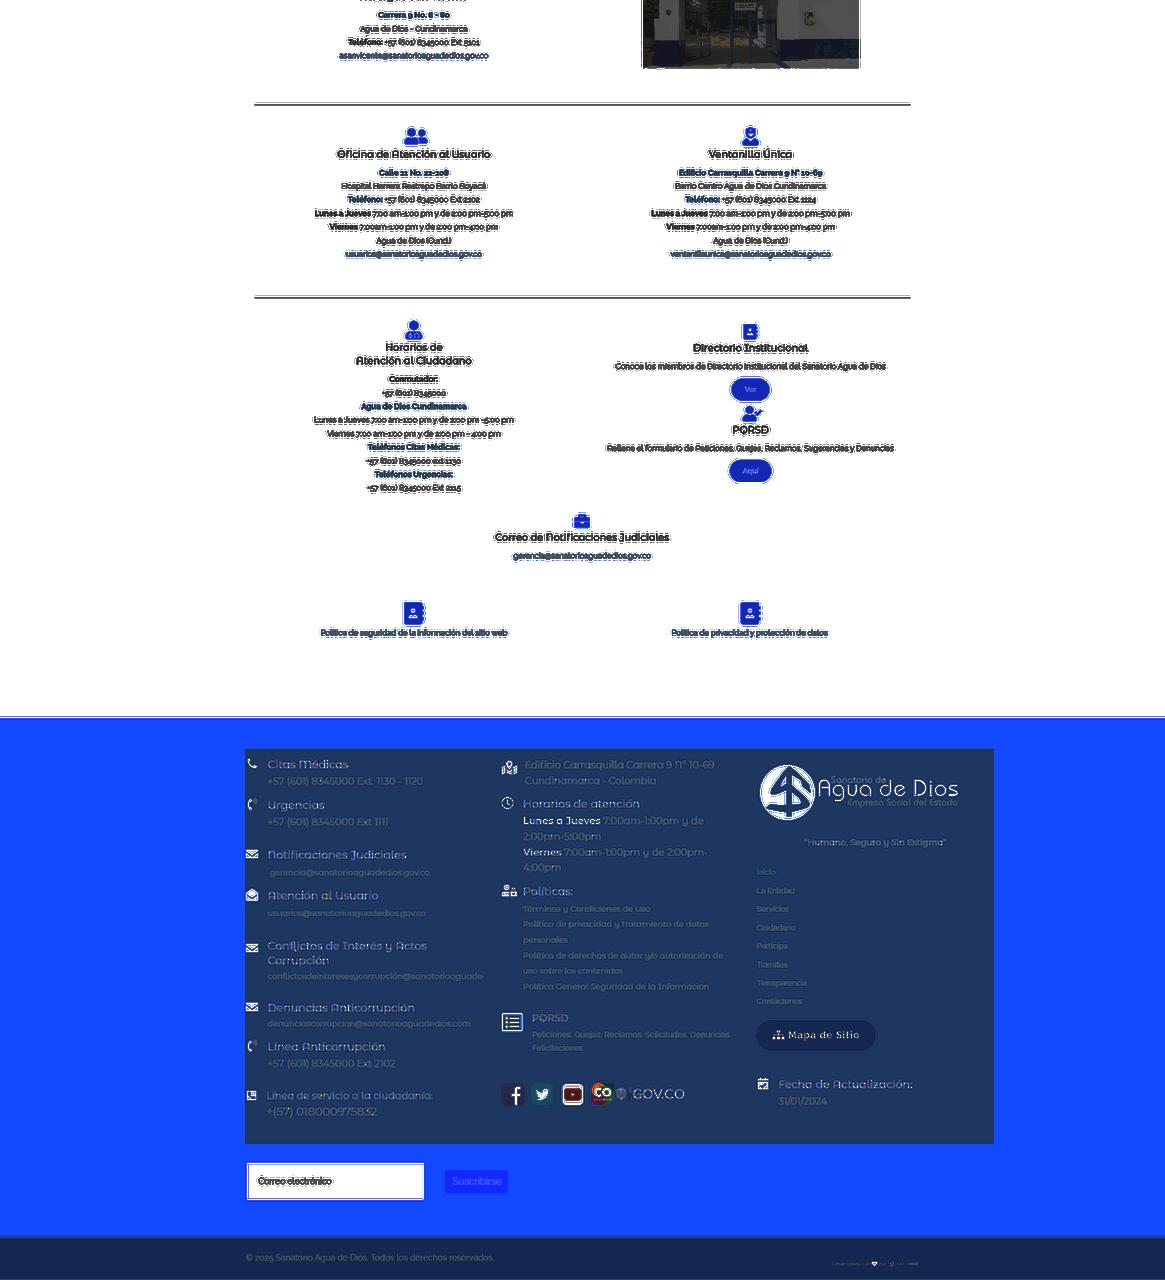 Carrera 9 No. 8 - 80
Agua de Dios - Cundinamarca
Teléfono: +57 (601) 8345000 Ext 5101
asanvicente@sanatorioaguadedios.gov.co
Oficina de Atención al Usuario
Calle 11 No. 21-108
Hospital Herrera Restrepo Barrio Boyacá
Teléfono: +57 (601) 8345000 Ext 2102
Lunes a Jueves 7:00 am-1:00 pm y de 2:00 pm-5:00 pm
Viernes 7:00am-1:00 pm y de 2:00 pm-4:00 pm
Agua de Dios (Cund.)
usuarios@sanatorioaguadedios.gov.co
Ventanilla Única
Edificio Carrasquilla Carrera 9 N° 10-69
Barrio Centro Agua de Dios Cundinamarca
Teléfono: +57 (601) 8345000 Ext 1124
Lunes a Jueves 7:00 am-1:00 pm y de 2:00 pm-5:00 pm
Viernes 7:00am-1:00 pm y de 2:00 pm-4:00 pm
Agua de Dios (Cund.)
ventanillaunica@sanatorioaguadedios.gov.co
Horarios de
Atención al Ciudadano
Conmutador:
+57 (601) 8345000
Agua de Dios Cundinamarca
Lunes a Jueves 7:00 am-1:00 pm y de 2:00 pm -5:00 pm
Viernes 7:00 am-1:00 pm y de 2:00 pm - 4:00 pm
Teléfonos Citas Médicas:
+57 (601) 8345000 ext 1130
Teléfonos Urgencias:
+57 (601) 8345000 Ext 2115
Directorio Institucional
Conoce los miembros de Directorio Institucional del Sanatorio Agua de Dios
Ver
PQRSD
Rellene el formulario de Peticiones, Quejas, Reclamos, Sugerencias y Denuncias
Aquí
Correo de Notificaciones Judiciales
gerencia@sanatorioaguadedios.gov.co
Política de seguridad de la información del sitio web
Política de privacidad y protección de datos
Citas Médicas
+57 (601) 8345000 Ext. 1130 - 1120
Urgencias
+57 (601) 8345000 Ext 1111
Notificaciones Judiciales
gerencia@sanatorioaguadedios.gov.co
Atención al Usuario
usuarios@sanatorioaguadedios.gov.co
Conflictos de Interés y Actos
Corrupción
conflictosdeinteresesycorrupción@sanatorioaguade
Denuncias Anticorrupción
denunciascorrupcion@sanatorioaguadedios.com
Línea Anticorrupción
+57 (601) 8345000 Ext 2102
Línea de servicio a la ciudadanía:
+(57) 018000975832
Edificio Carrasquilla Carrera 9 N° 10-69
Cundinamarca - Colombia
Horarios de atención
Lunes a Jueves 7:00am-1:00pm y de
2:00pm-5:00pm
Viernes 7:00am-1:00pm y de 2:00pm-
4:00pm
Políticas:
Términos y Condiciones de Uso
Política de privacidad y tratamiento de datos
personales
Política de derechos de autor y/o autorización de
uso sobre los contenidos
Política General Seguridad de la Informacion
PQRSD
Peticiones, Quejas, Reclamos, Solicitudes, Denuncias,
Felicitaciones
CO GOV.CO
Sanatorio de
Agua de Dios
Empresa Social del Estado
"Humano, Seguro y Sin Estigma"
Inicio
La Entidad
Servicios
Ciudadano
Participa
Trámites
Transparencia
Contáctenos
Mapa de Sitio
Fecha de Actualización:
31/01/2024
Correo electrónico
Suscribirse
© 2025 Sanatorio Agua de Dios. Todos los derechos reservados.